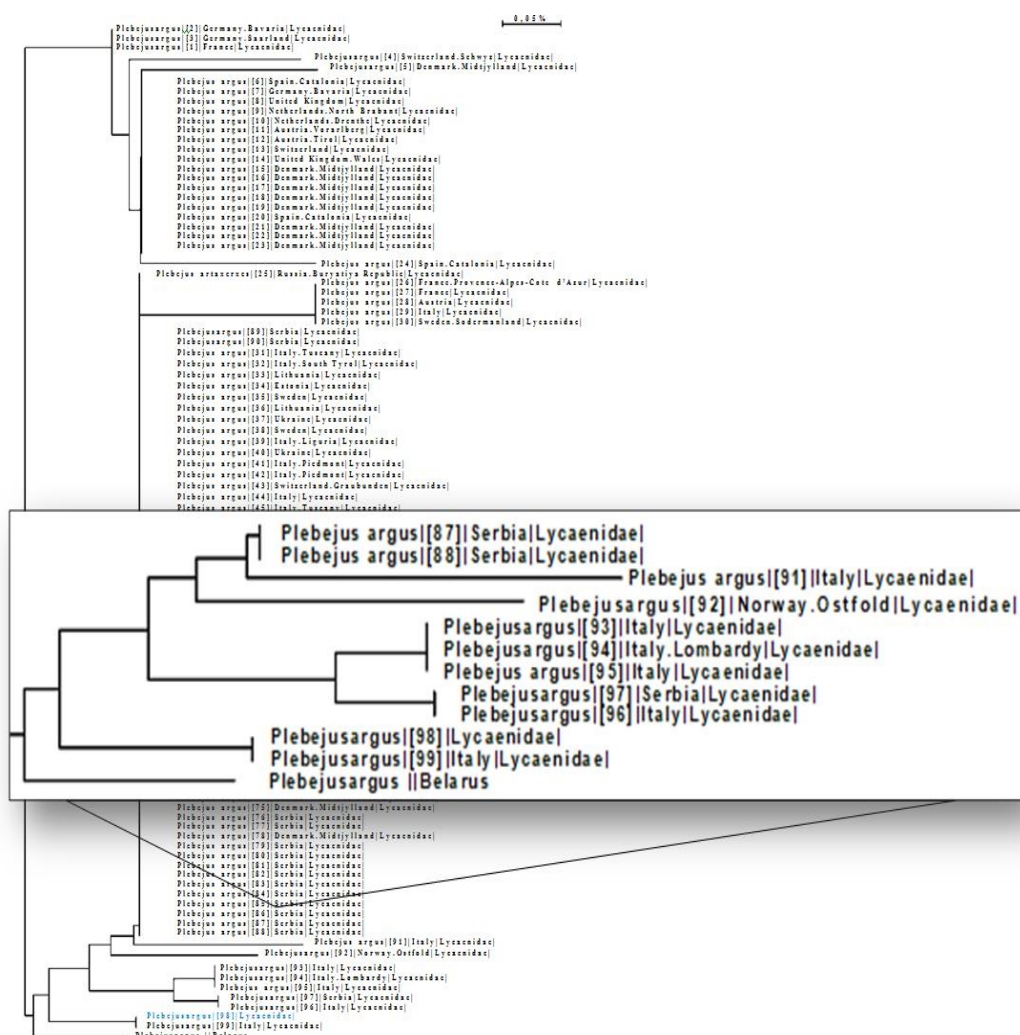 0,05%
Plebejusargus|[2]|Germany.Bavaria|Lycaenidae|
Plebejusargus|[3]|Germany.Saarland|Lycaenidae|
Plebejusargus|[1]|France|Lycaenidae|
Plebejusargus|[4]|Switzerland.Schwyz|Lycaenidae|
Plebejusargus|[5]|Denmark.Midtjylland|Lycaenidae|
Plebejus argus|[6]|Spain.Catalonia|Lycaenidae|
Plebejus argus|[7]|Germany.Bavaria|Lycaenidae|
Plebejus argus|[8]|United Kingdom|Lycaenidae|
Plebejus argus|[9]|Netherlands.North Brabant|Lycaenidae|
Plebejus argus|[10]|Netherlands.Drenthe|Lycaenidae|
Plebejus argus|[11]|Austria.Vorarlberg|Lycaenidae|
Plebejus argus|[12]|Austria.Tirol|Lycaenidae|
Plebejus argus|[13]|Switzerland|Lycaenidae|
Plebejus argus|[14]|United Kingdom.Wales|Lycaenidae|
Plebejus argus|[15]|Denmark.Midtjylland|Lycaenidae|
Plebejus argus|[16]|Denmark.Midtjylland|Lycaenidae|
Plebejus argus|[17]|Denmark.Midtjylland|Lycaenidae|
Plebejus argus|[18]|Denmark.Midtjylland|Lycaenidae|
Plebejus argus|[19]|Denmark.Midtjylland|Lycaenidae|
Plebejus argus|[20]|Spain.Catalonia|Lycaenidae|
Plebejus argus|[21]|Denmark.Midtjylland|Lycaenidae|
Plebejus argus|[22]|Denmark.Midtjylland|Lycaenidae|
Plebejus argus|[23]|Denmark.Midtjylland|Lycaenidae|
Plebejus argus|[24]|Spain.Catalonia|Lycaenidae|
Plebejus artaxerxes|[25]|Russia.Buryatiya Republic|Lycaenidae|
Plebejus argus|[26]|France.Provence-Alpes-Cote d'Azur|Lycaenidae|
Plebejus argus|[27]|France|Lycaenidae|
Plebejus argus|[28]|Austria|Lycaenidae|
Plebejus argus|[29]|Italy|Lycaenidae|
Plebejus argus|[30]|Sweden.Sodermanland|Lycaenidae|
Plebejusargus|[89]|Serbia|Lycaenidae|
Plebejusargus|[90]|Serbia|Lycaenidae|
Plebejus argus|[31]|Italy.Tuscany|Lycaenidae|
Plebejus argus|[32]|Italy.South Tyrol|Lycaenidae|
Plebejus argus|[33]|Lithuania|Lycaenidae|
Plebejus argus|[34]|Estonia|Lycaenidae|
Plebejus argus|[35]|Sweden|Lycaenidae|
Plebejus argus|[36]|Lithuania|Lycaenidae|
Plebejus argus|[37]|Ukraine|Lycaenidae|
Plebejus argus|[38]|Sweden|Lycaenidae|
Plebejus argus|[39]|Italy.Liguria|Lycaenidae|
Plebejus argus|[40]|Ukraine|Lycaenidae|
Plebejus argus|[41]|Italy.Piedmont|Lycaenidae|
Plebejus argus|[42]|Italy.Piedmont|Lycaenidae|
Plebejus argus|[43]|Switzerland.Graubunden|Lycaenidae|
Plebejus argus|[44]|Italy|Lycaenidae|
Plebejus argus|[45]|Italy.Tuscany|Lycaenidae|
Plebejus argus|[87]|Serbia|Lycaenidae|
Plebejus argus|[88]|Serbia|Lycaenidae|
Plebejus argus|[91]|Italy|Lycaenidae|
Plebejusargus|[92]|Norway.Ostfold|Lycaenidae|
Plebejusargus|[93]|Italy|Lycaenidae|
Plebejusargus|[94]|Italy.Lombardy|Lycaenidae|
Plebejus argus|[95]|Italy|Lycaenidae|
Plebejusargus|[97]|Serbia|Lycaenidae|
Plebejusargus|[96]|Italy|Lycaenidae|
Plebejusargus|[98]|Lycaenidae|
Plebejusargus|[99]|Italy|Lycaenidae|
Plebejusargus ||Belarus
Plebejus argus|[75]|Denmark.Midtjylland|Lycaenidae|
Plebejus argus|[76]|Serbia|Lycaenidae|
Plebejus argus|[77]|Serbia|Lycaenidae|
Plebejus argus|[78]|Denmark.Midtjylland|Lycaenidae|
Plebejus argus|[79]|Serbia|Lycaenidae|
Plebejus argus|[80]|Serbia|Lycaenidae|
Plebejus argus|[81]|Serbia|Lycaenidae|
Plebejus argus|[82]|Serbia|Lycaenidae|
Plebejus argus|[83]|Serbia|Lycaenidae|
Plebejus argus|[84]|Serbia|Lycaenidae|
Plebejus argus|[85]|Serbia|Lycaenidae|
Plebejus argus|[86]|Serbia|Lycaenidae|
Plebejus argus|[87]|Serbia|Lycaenidae|
Plebejus argus|[88]|Serbia|Lycaenidae|
Plebejus argus|[91]|Italy|Lycaenidae|
Plebejusargus|[92]|Norway.Ostfold|Lycaenidae|
Plebejusargus|[93]|Italy|Lycaenidae|
Plebejusargus|[94]|Italy.Lombardy|Lycaenidae|
Plebejus argus|[95]|Italy|Lycaenidae|
Plebejusargus|[97]|Serbia|Lycaenidae|
Plebejusargus|[96]|Italy|Lycaenidae|
Plebejusargus|[98]|Lycaenidae|
Plebejusargus|[99]|Italy|Lycaenidae|
Plebejusargus ||Belarus